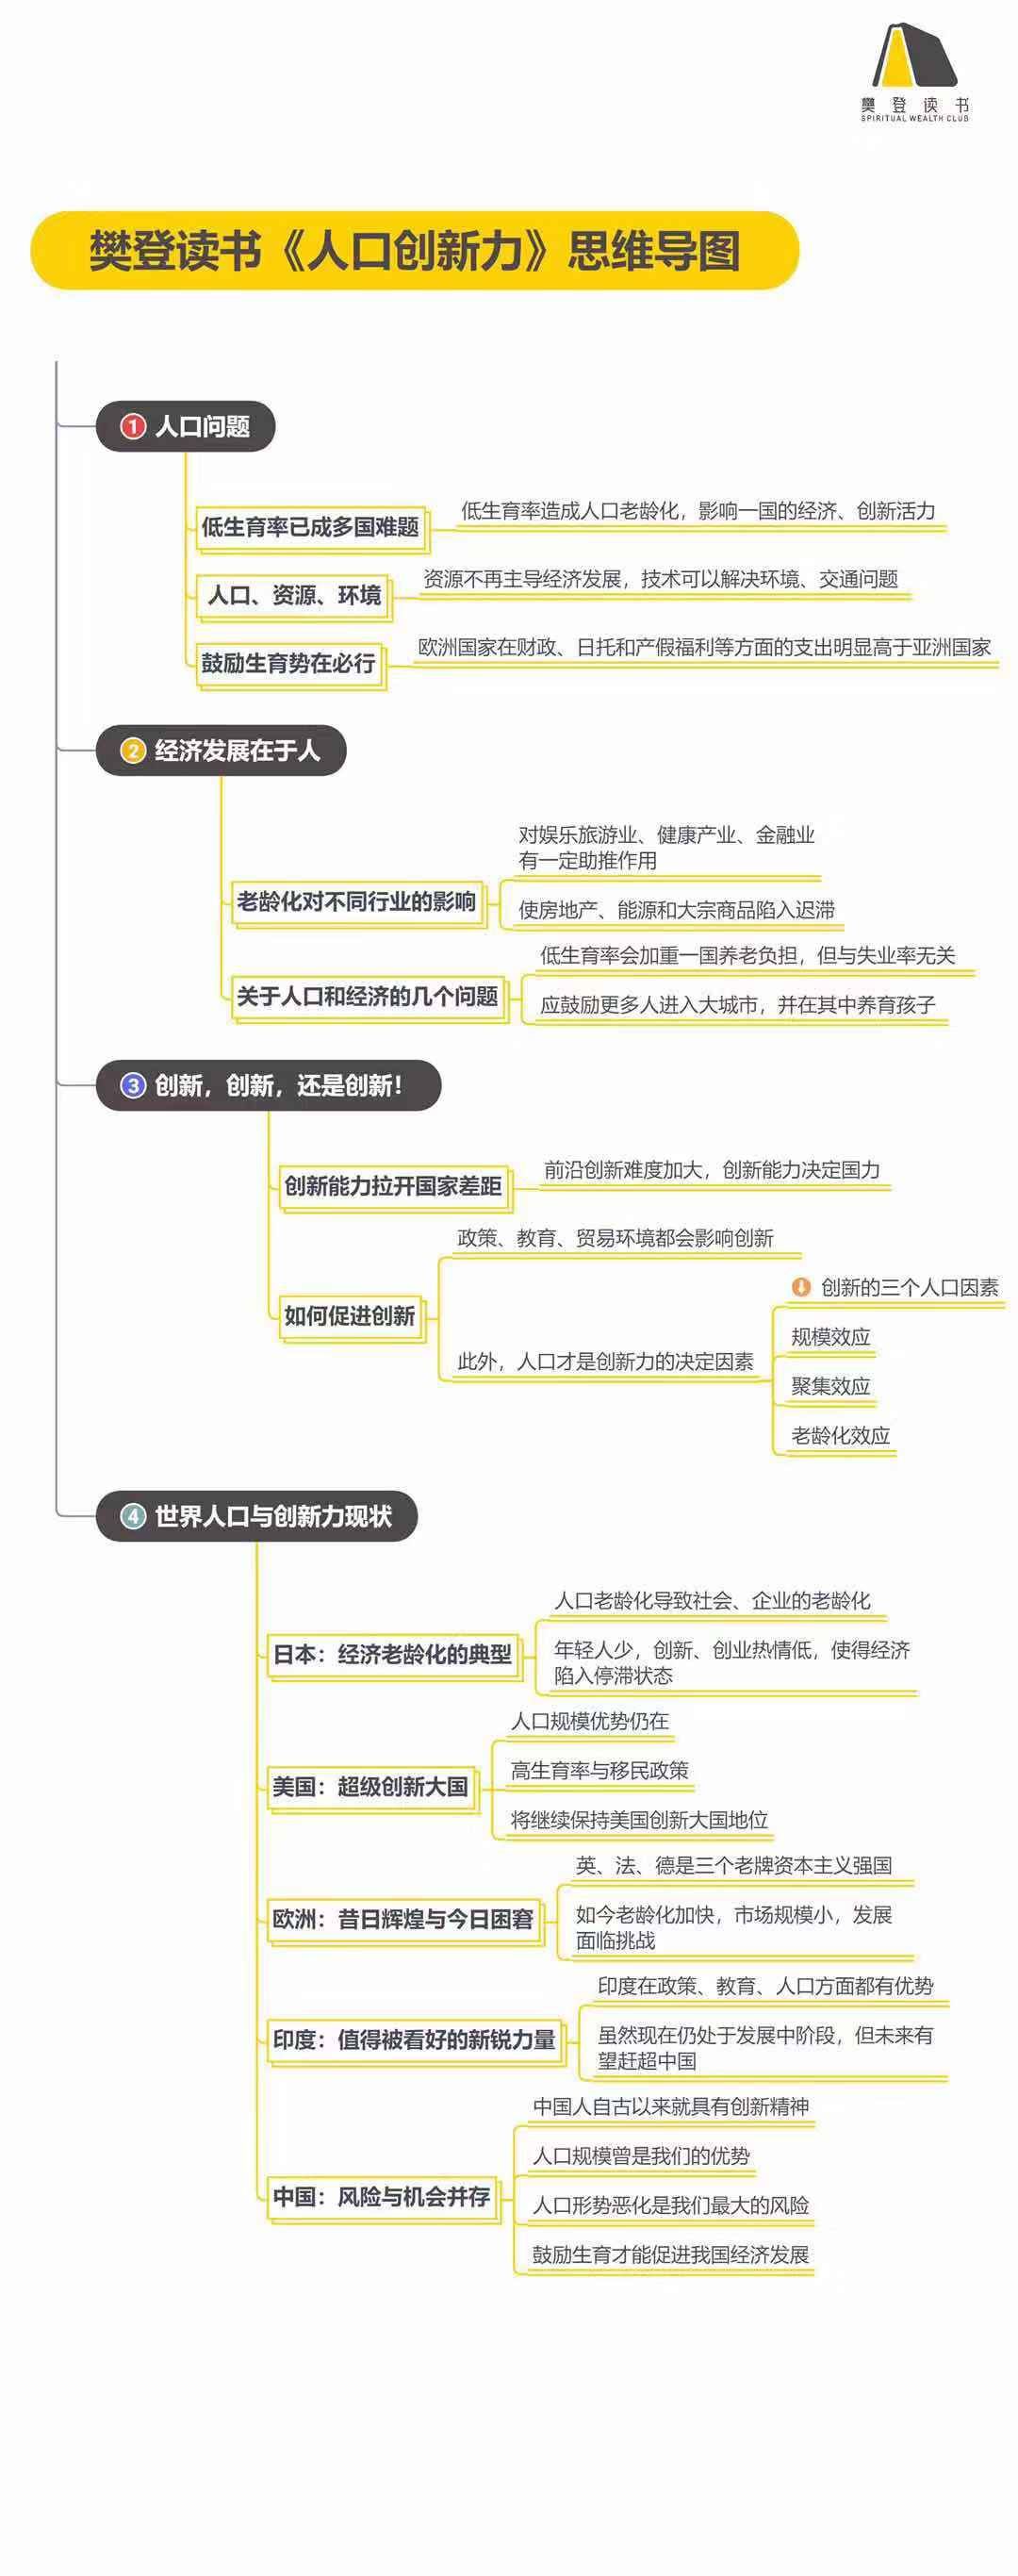 樊登读书
SPIRITUAL WEALTH CLUB
樊登读书《人口创新力》思维导图
1 人口问题
低生育率已成多国难题
低生育率造成人口老龄化，影响一国的经济、创新活力
人口、资源、环境
资源不再主导经济发展，技术可以解决环境、交通问题
鼓励生育势在必行
欧洲国家在财政、日托和产假福利等方面的支出明显高于亚洲国家
2 经济发展在于人
老龄化对不同行业的影响
对娱乐旅游业、健康产业、金融业
有一定助推作用
使房地产、能源和大宗商品陷入迟滞
关于人口和经济的几个问题
低生育率会加重一国养老负担，但与失业率无关
应鼓励更多人进入大城市，并在其中养育孩子
3 创新，创新，还是创新！
创新能力拉开国家差距
前沿创新难度加大，创新能力决定国力
如何促进创新
政策、教育、贸易环境都会影响创新
此外，人口才是创新力的决定因素
创新的三个人口因素
规模效应
聚集效应
老龄化效应
4 世界人口与创新力现状
日本：经济老龄化的典型
人口老龄化导致社会、企业的老龄化
年轻人少，创新、创业热情低，使得经济
陷入停滞状态
美国：超级创新大国
人口规模优势仍在
高生育率与移民政策
将继续保持美国创新大国地位
欧洲：昔日辉煌与今日困窘
英、法、德是三个老牌资本主义强国
如今老龄化加快，市场规模小，发展
面临挑战
印度：值得被看好的新锐力量
印度在政策、教育、人口方面都有优势
虽然现在仍处于发展中阶段，但未来有
望赶超中国
中国：风险与机会并存
中国人自古以来就具有创新精神
人口规模曾是我们的优势
人口形势恶化是我们最大的风险
鼓励生育才能促进我国经济发展